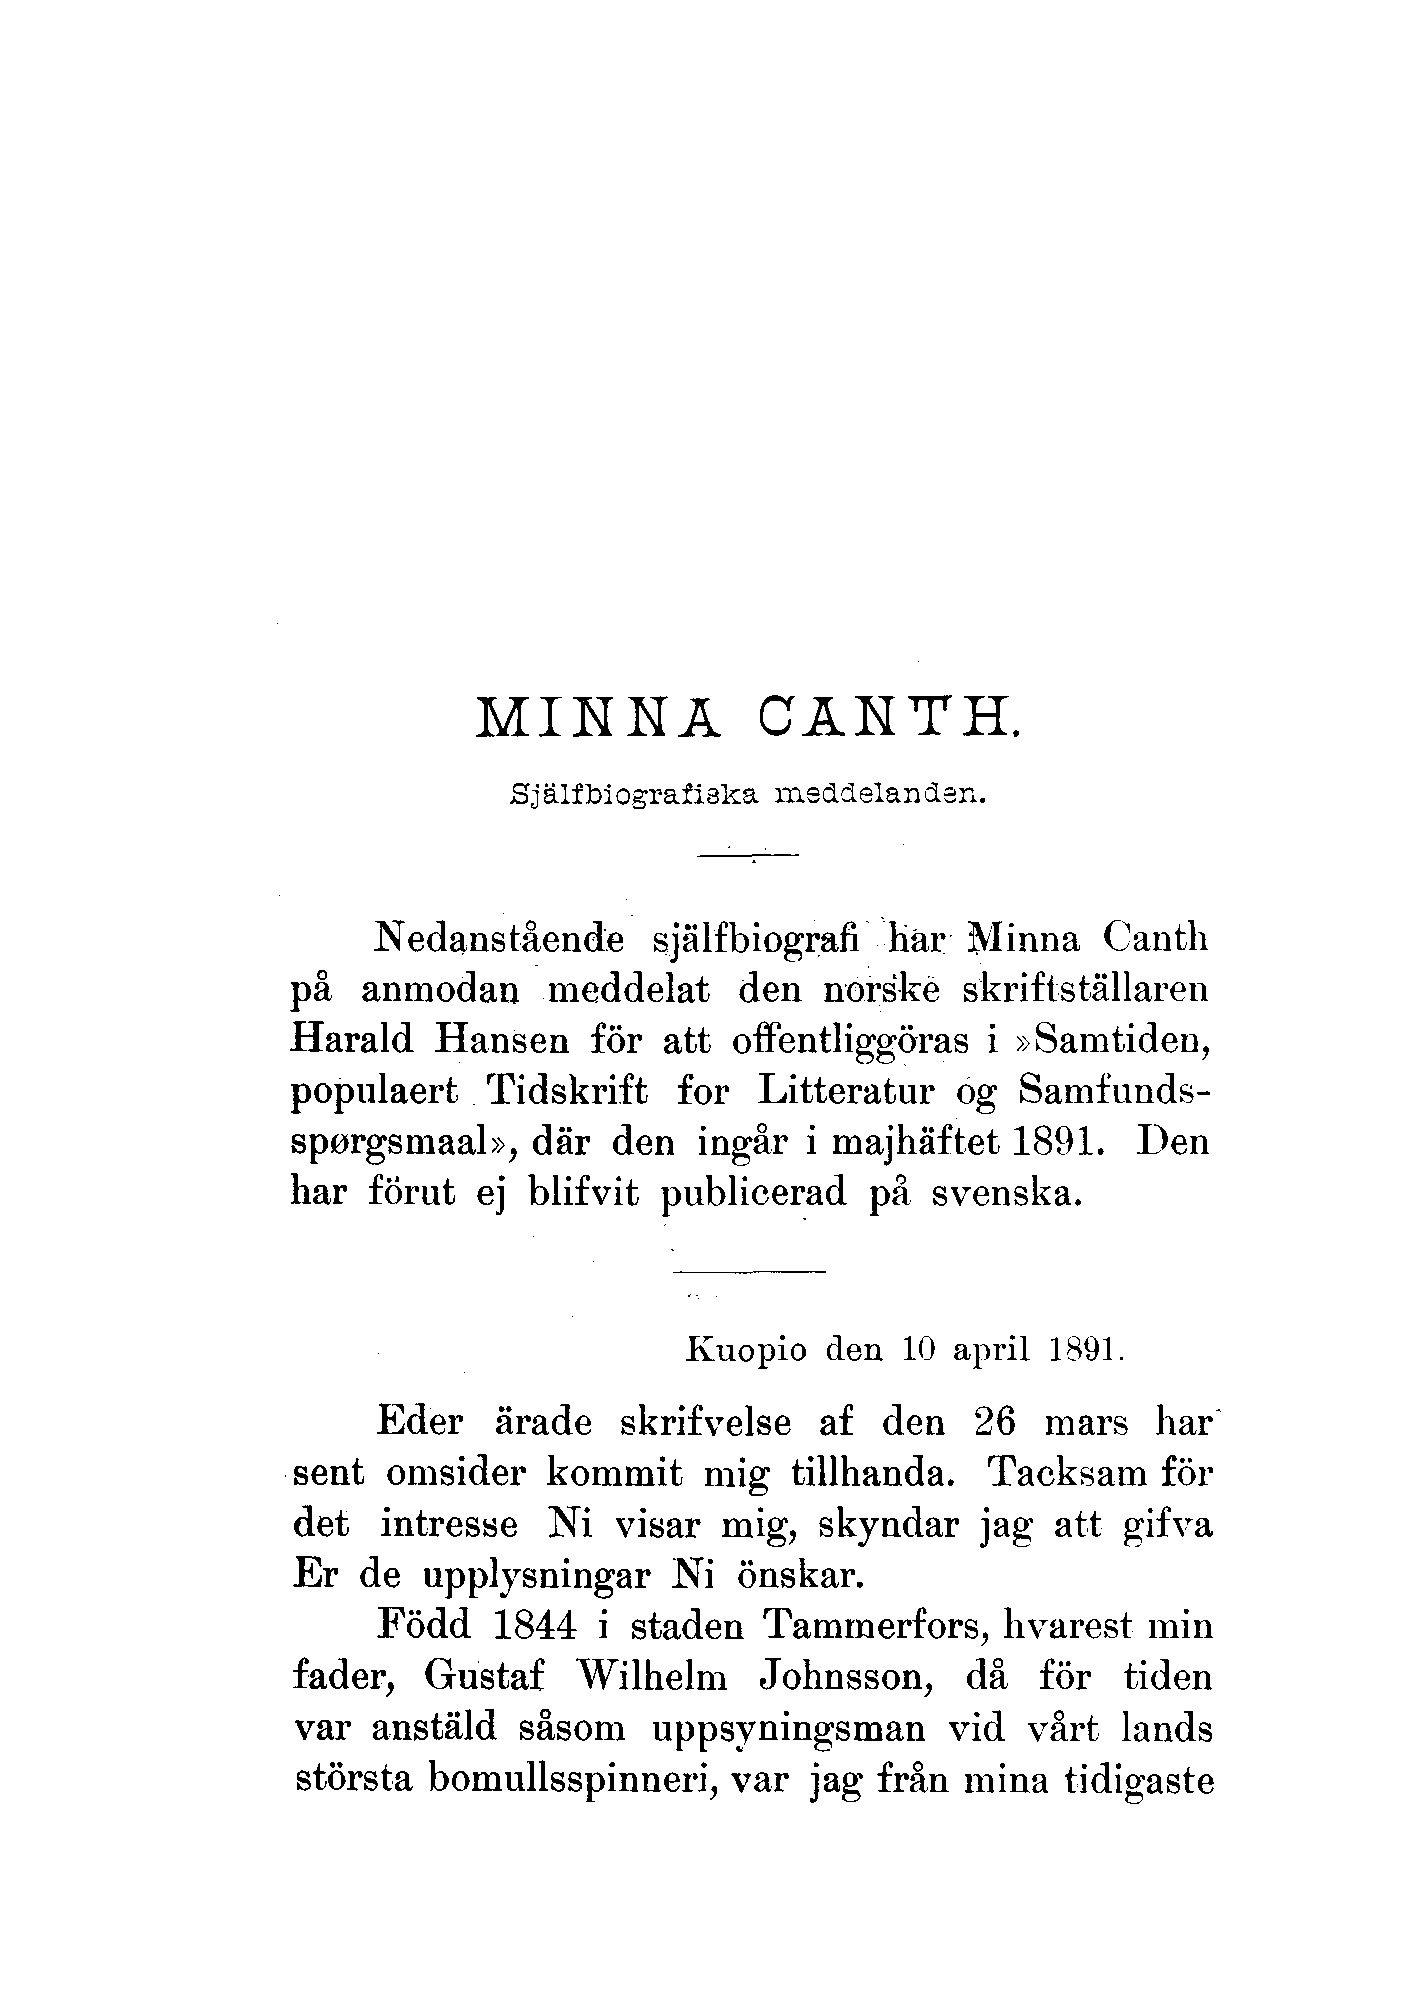 MINNA CANTH.
Själfbiografiska meddelanden.
Nedanstående själfbiografi har Minna Canth
på anmodan meddelat den norske skriftställaren
Harald Hansen för att offentliggöras i »Samtiden,
populaert Tidskrift for Litteratur og Samfunds-
spørgsmaal», där den ingår i majhäftet 1891. Den
har förut ej blifvit publicerad på svenska.
Kuopio den 10 april 1891.
Eder ärade skrifvelse af den 26 mars har
sent omsider kommit mig tillhanda. Tacksam för
det intresse Ni visar mig, skyndar jag att gifva
Er de upplysningar Ni önskar.
Född 1844 i staden Tammerfors, hvarest min
fader, Gustaf Wilhelm Johnsson, då för tiden
var anstäld såsom uppsyningsman vid vårt lands
största bomullsspinneri, var jag från mina tidigaste